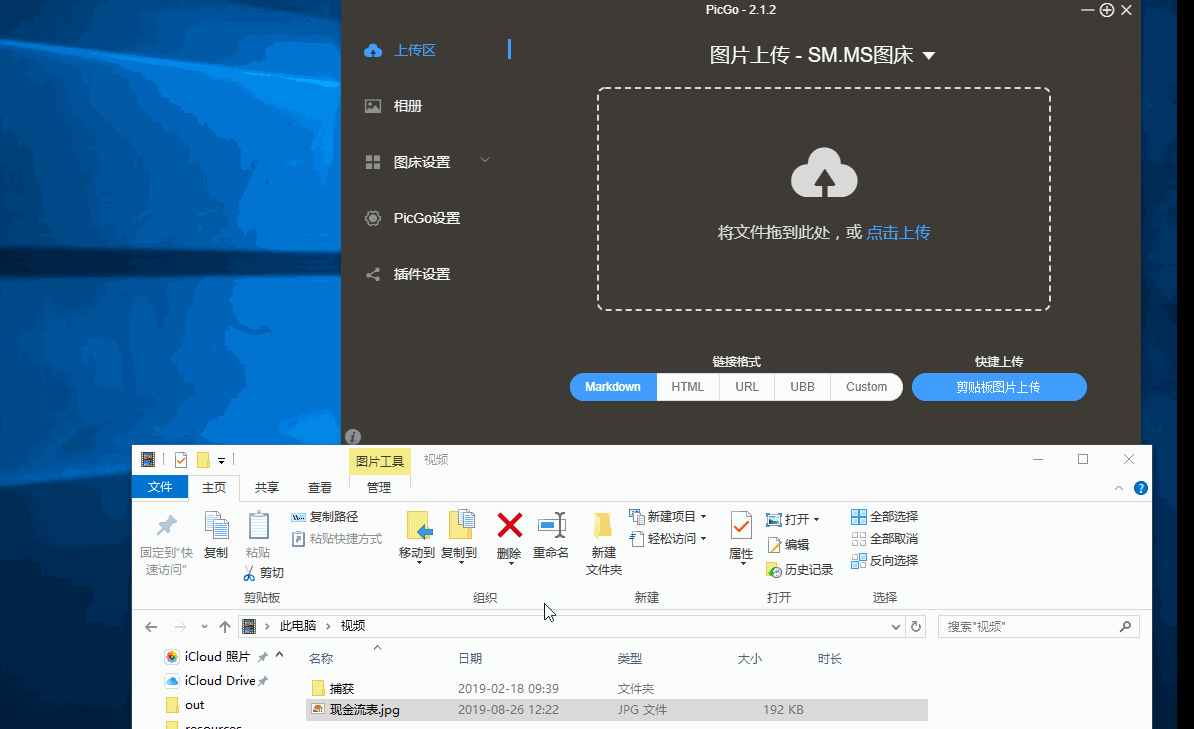 PicGo - 2.1.2
上传区
图片上传 - SM.MS图床
相册
图床设置
PicGo设置
插件设置
将文件拖到此处，或 点击上传
链接格式
快捷上传
Markdown
HTML
URL
UBB
Custom
剪贴板图片上传
图片工具
视频
文件
主页
共享
查看
管理
固定到"快
速访问"
复制
粘贴
复制路径
粘贴快捷方式
剪切
剪贴板
移动到
复制到
删除
重命名
组织
新建
文件夹
新建项目
轻松访问
新建
属性
打开
编辑
历史记录
打开
全部选择
全部取消
反向选择
选择
此电脑
视频
搜索"视频"
iCloud 照片
iCloud Drive
out
resources
名称
日期
类型
大小
时长
捕获
2019-02-18 09:39
文件夹
现金流表.jpg
2019-08-26 12:22
JPG 文件
192 KB